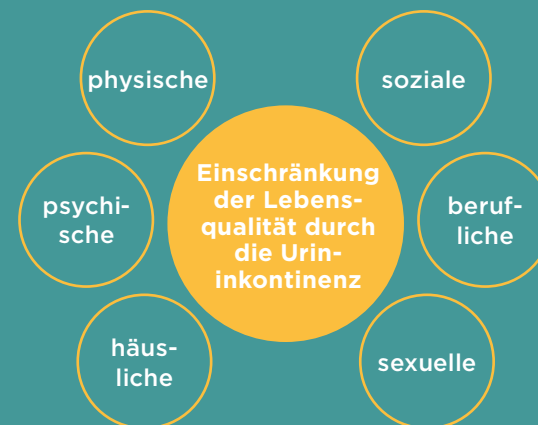 physische
soziale
Einschränkung
der Lebens-
qualität durch
die Urin-
inkontinenz
psychi-
sche
beruf-
liche
häus-
liche
sexuelle